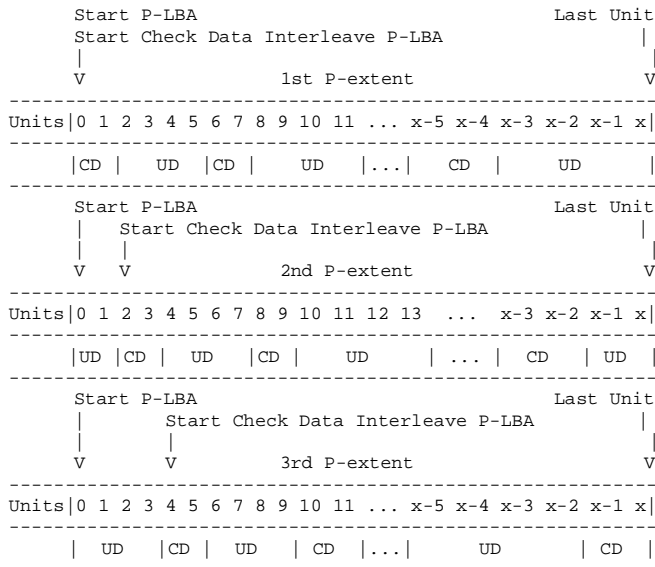 Start P-LBA Last Unit
Start Check Data Interleave P-LBA |
| |
V 1st P-extent V
-----------------------------------------------------------
Units|0 1 2 3 4 5 6 7 8 9 10 11 ... x-5 x-4 x-3 x-2 x-1 x|
-----------------------------------------------------------
|CD | UD |CD | UD |...| CD | UD |
-----------------------------------------------------------
Start P-LBA Last Unit
| Start Check Data Interleave P-LBA |
| | |
V V 2nd P-extent V
-----------------------------------------------------------
Units|0 1 2 3 4 5 6 7 8 9 10 11 12 13 ... x-3 x-2 x-1 x|
-----------------------------------------------------------
|UD |CD | UD |CD | UD | ... | CD | UD |
-----------------------------------------------------------
Start P-LBA Last Unit
| Start Check Data Interleave P-LBA |
| | |
V V 3rd P-extent V
-----------------------------------------------------------
Units|0 1 2 3 4 5 6 7 8 9 10 11 ... x-5 x-4 x-3 x-2 x-1 x|
-----------------------------------------------------------
| UD |CD | UD | CD |...| UD | CD |